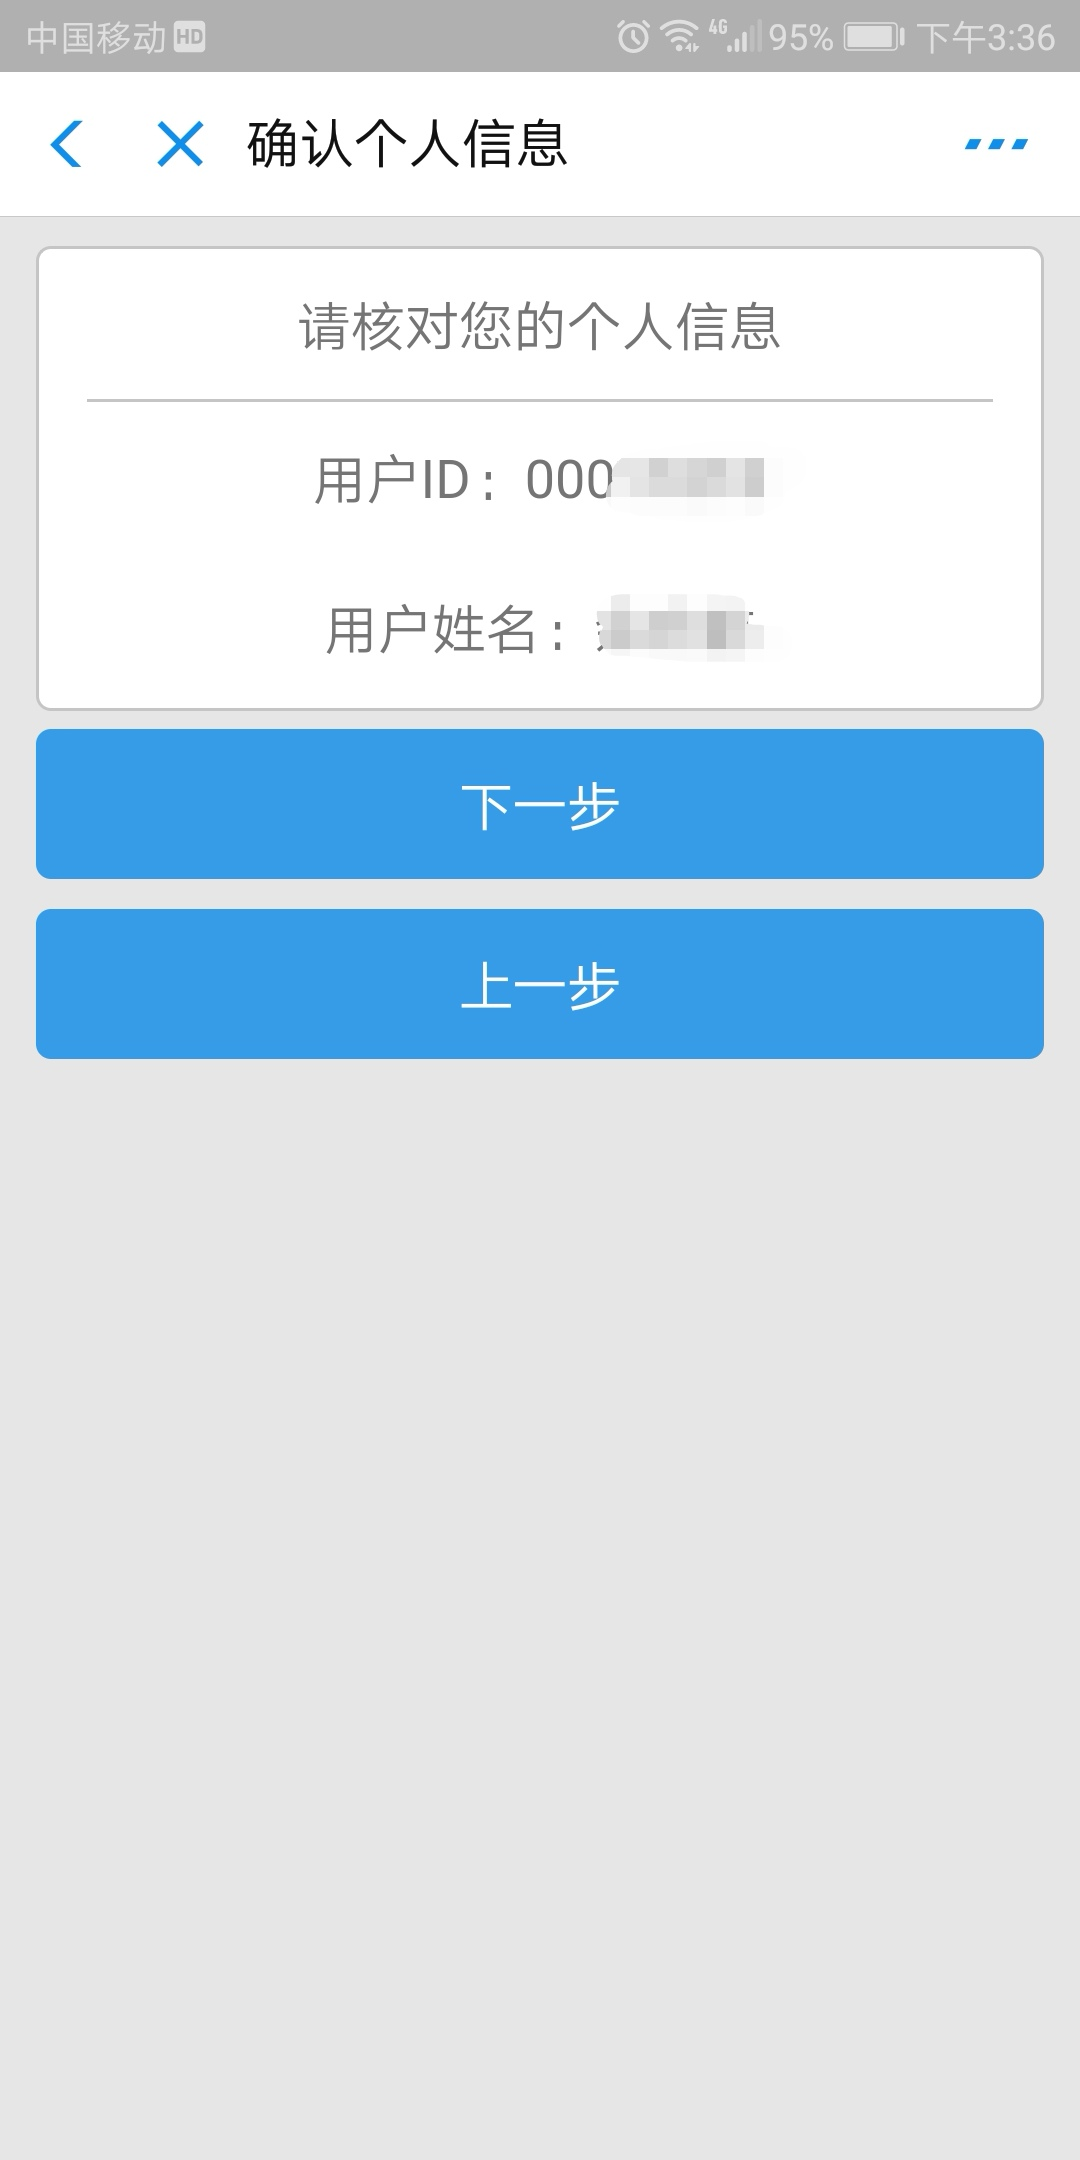 中国移动 HD 4G 95% 下午3:36
确认个人信息
请核对您的个人信息
用户ID：000
用户姓名：
下一步
上一步